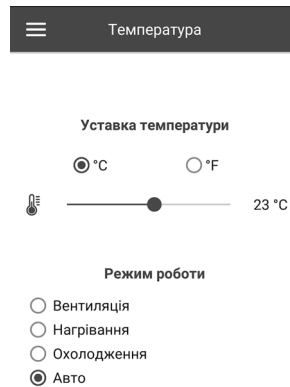 Температура
Уставка температури
°C °F
23 °C
Режим роботи
Вентиляція
Нагрівання
Охолодження
Авто